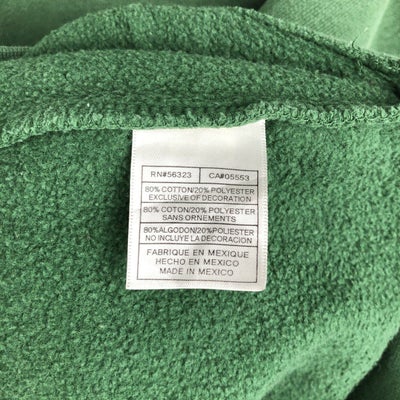 RN#56323 CA#05553
80% COTTON/20% POLYESTER
EXCLUSIVE OF DECORATION
80% COTON/20% POLYESTER
SANS ORNEMENTS
80% ALGODON/20% POLIESTER
NO INCLUYE LA DECORACION
FABRIQUE EN MEXIQUE
HECHO EN MEXICO
MADE IN MEXICO